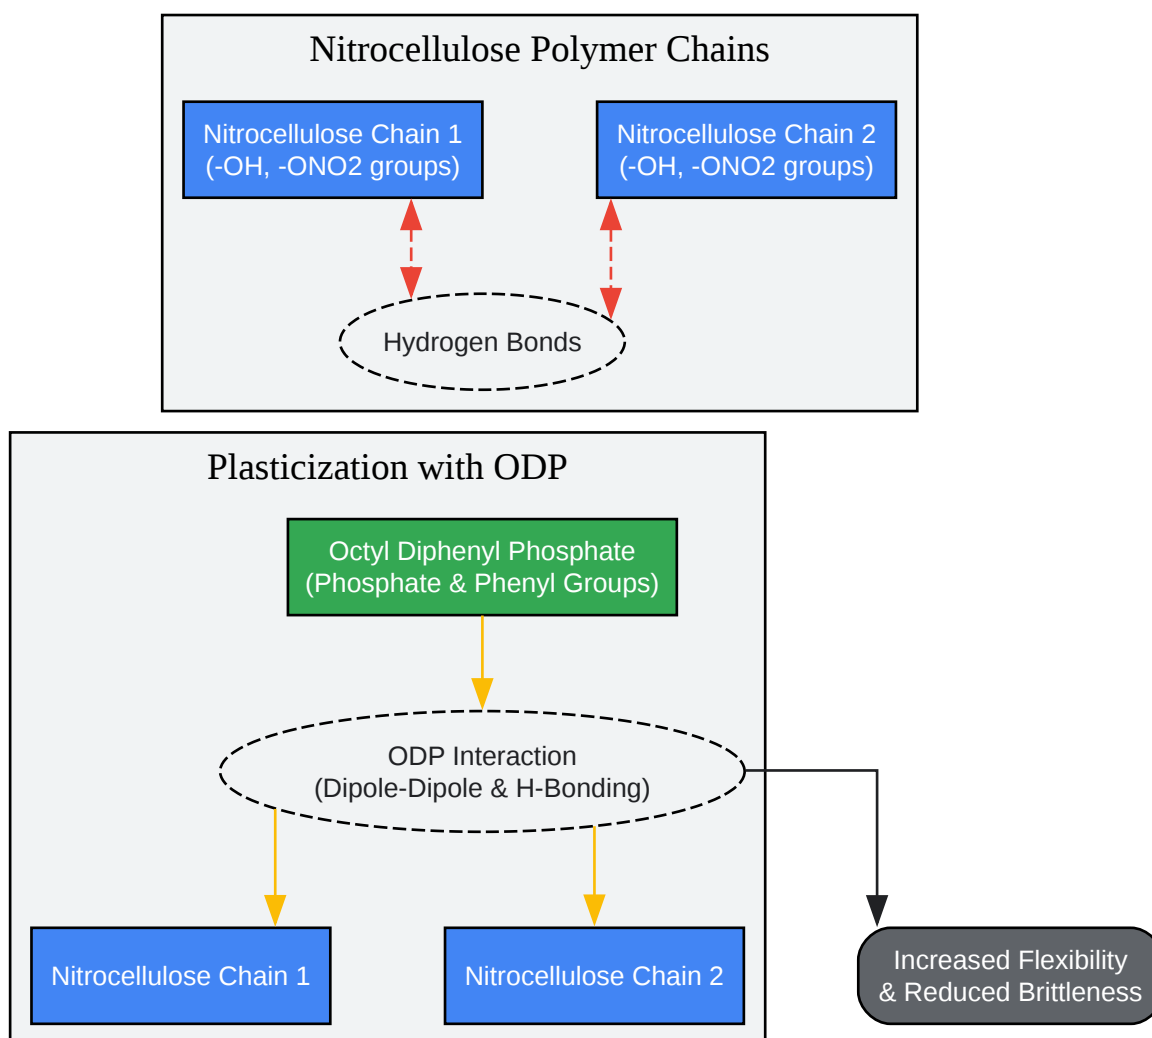 Nitrocellulose Polymer Chains
Nitrocellulose Chain 1
(-OH, -ONO2 groups)
Nitrocellulose Chain 2
(-OH, -ONO2 groups)
Hydrogen Bonds
Plasticization with ODP
Octyl Diphenyl Phosphate
(Phosphate & Phenyl Groups)
ODP Interaction
(Dipole-Dipole & H-Bonding)
Nitrocellulose Chain 1
Nitrocellulose Chain 2
Increased Flexibility
& Reduced Brittleness